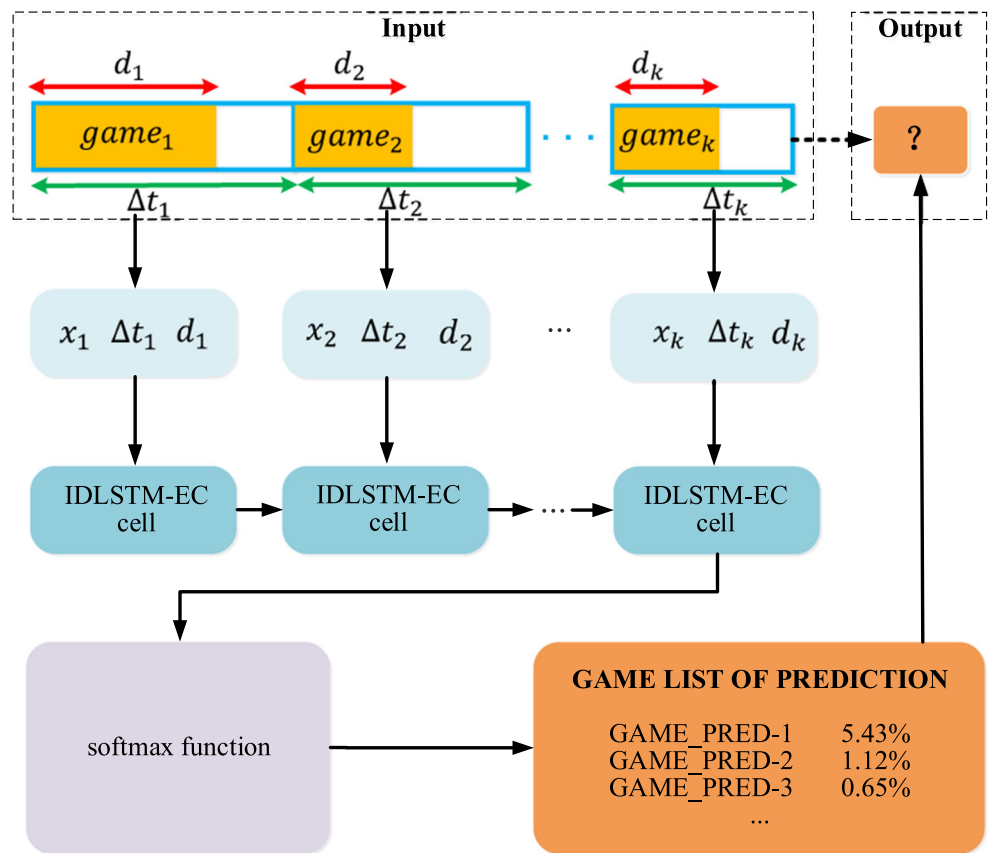 Input Output
d₁ d₂ dₖ
game₁ game₂ · · · gameₖ ?
Δt₁ Δt₂ Δtₖ
x₁ Δt₁ d₁ x₂ Δt₂ d₂ ... xₖ Δtₖ dₖ
IDLSTM-EC IDLSTM-EC IDLSTM-EC
cell cell ... cell
GAME LIST OF PREDICTION
softmax function
GAME_PRED-1 5.43%
GAME_PRED-2 1.12%
GAME_PRED-3 0.65%
...